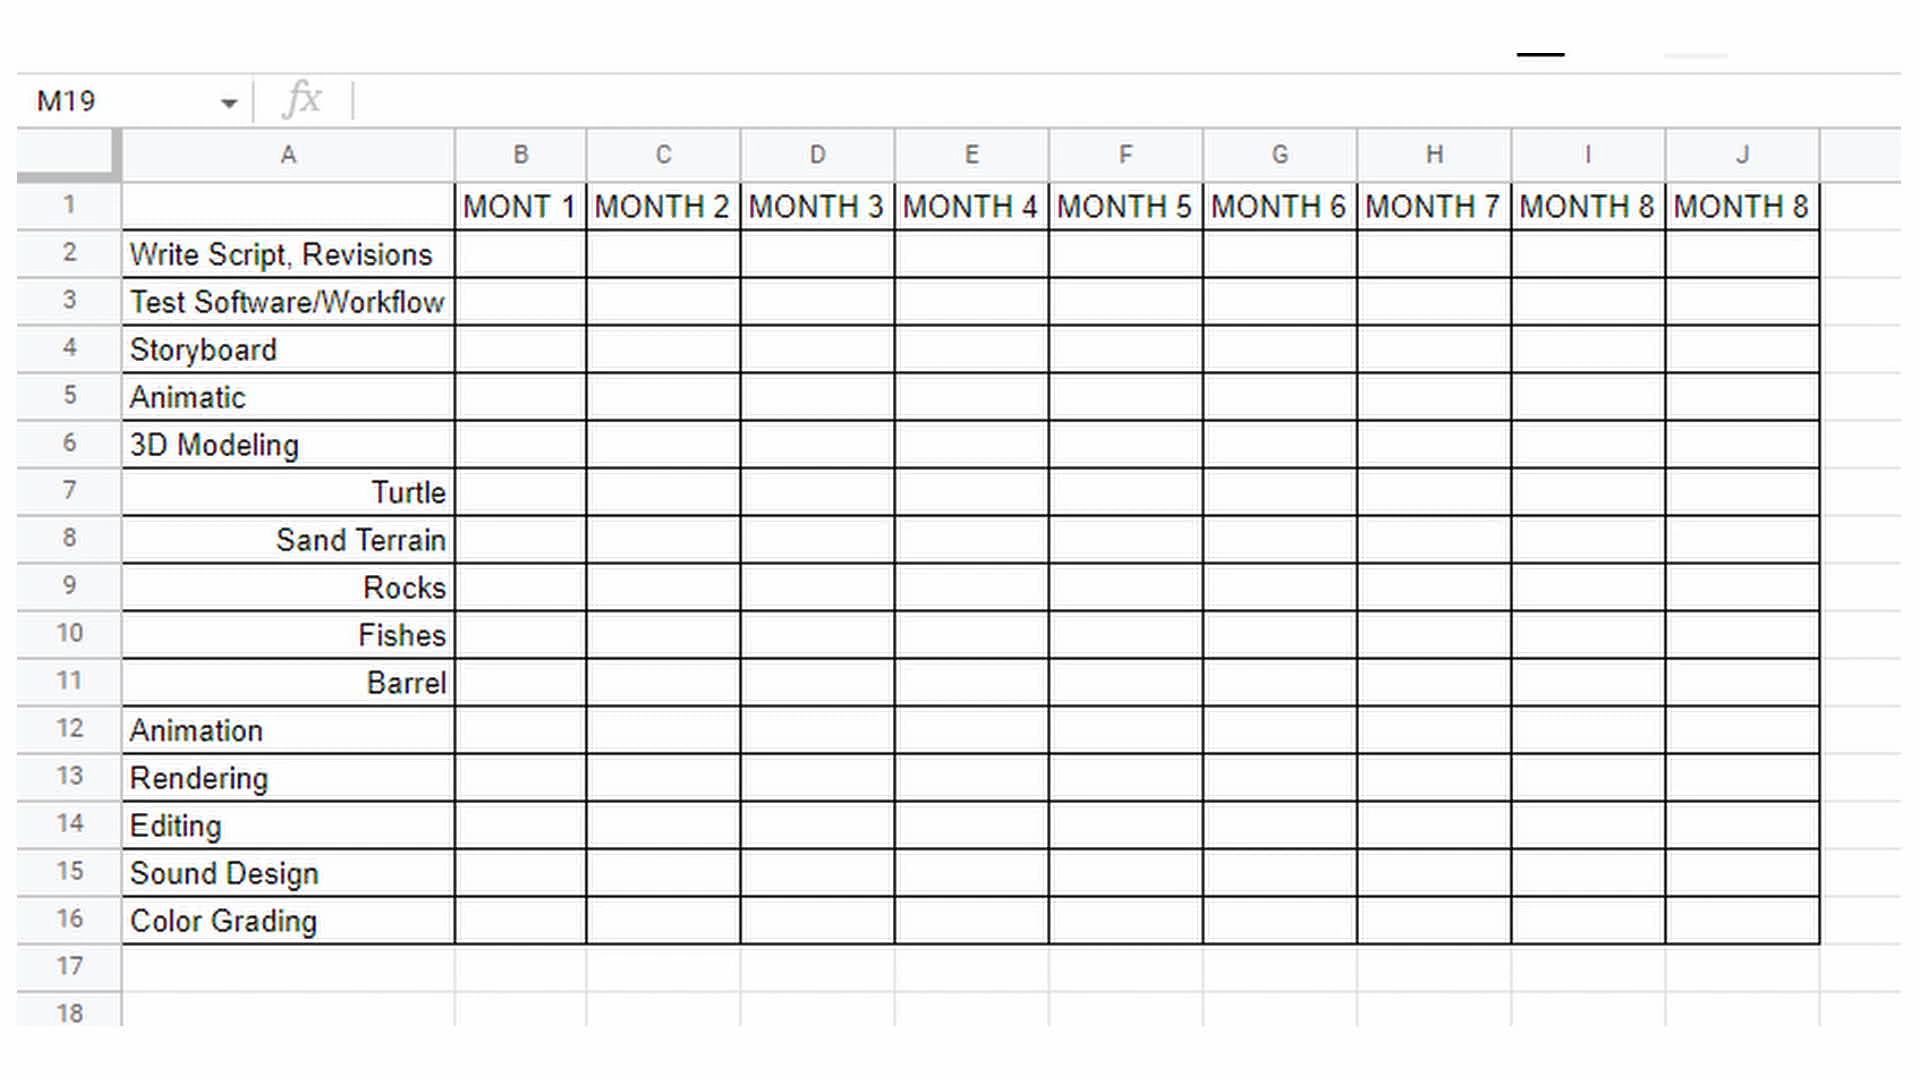 M19 fx
A B C D E F G H I J
1 MONT 1 MONTH 2 MONTH 3 MONTH 4 MONTH 5 MONTH 6 MONTH 7 MONTH 8 MONTH 8
2 Write Script, Revisions
3 Test Software/Workflow
4 Storyboard
5 Animatic
6 3D Modeling
7 Turtle
8 Sand Terrain
9 Rocks
10 Fishes
11 Barrel
12 Animation
13 Rendering
14 Editing
15 Sound Design
16 Color Grading
17
18